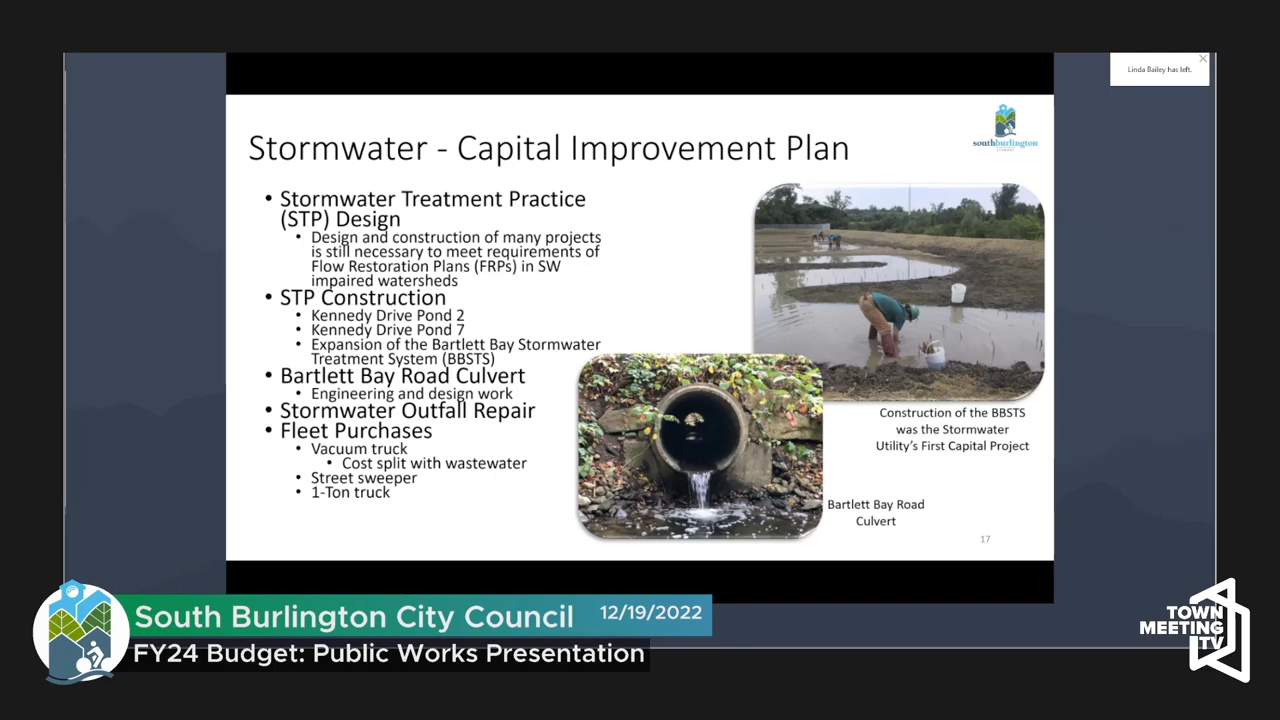 Linda Bailey has left.
southburlington
Stormwater - Capital Improvement Plan
• Stormwater Treatment Practice
(STP) Design
• Design and construction of many projects
is still necessary to meet requirements of
Flow Restoration Plans (FRPs) in SW
impaired watersheds
• STP Construction
• Kennedy Drive Pond 2
• Kennedy Drive Pond 7
• Expansion of the Bartlett Bay Stormwater
Treatment System (BBSTS)
• Bartlett Bay Road Culvert
• Engineering and design work
• Stormwater Outfall Repair
• Fleet Purchases
• Vacuum truck
• Cost split with wastewater
• Street sweeper
• 1-Ton truck
Construction of the BBSTS
was the Stormwater
Utility's First Capital Project
Bartlett Bay Road
Culvert
17
South Burlington City Council 12/19/2022
FY24 Budget: Public Works Presentation
TOWN
MEETING
TV